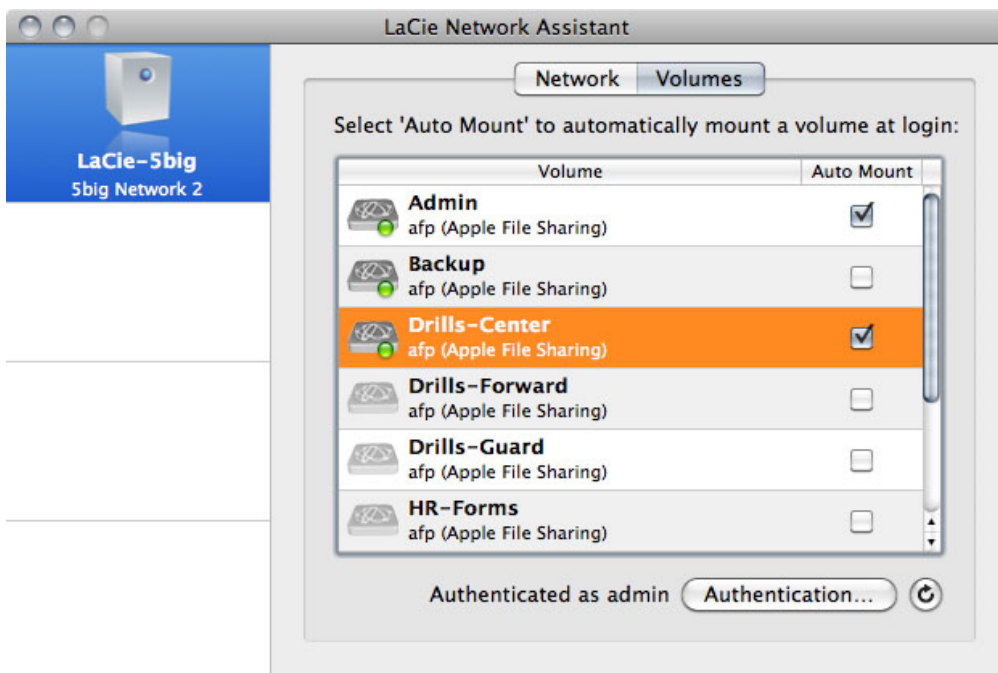 LaCie Network Assistant
LaCie-5big
5big Network 2
Network Volumes
Select 'Auto Mount' to automatically mount a volume at login:
Volume Auto Mount
Admin
afp (Apple File Sharing)
Backup
afp (Apple File Sharing)
Drills-Center
afp (Apple File Sharing)
Drills-Forward
afp (Apple File Sharing)
Drills-Guard
afp (Apple File Sharing)
HR-Forms
afp (Apple File Sharing)
Authenticated as admin Authentication...